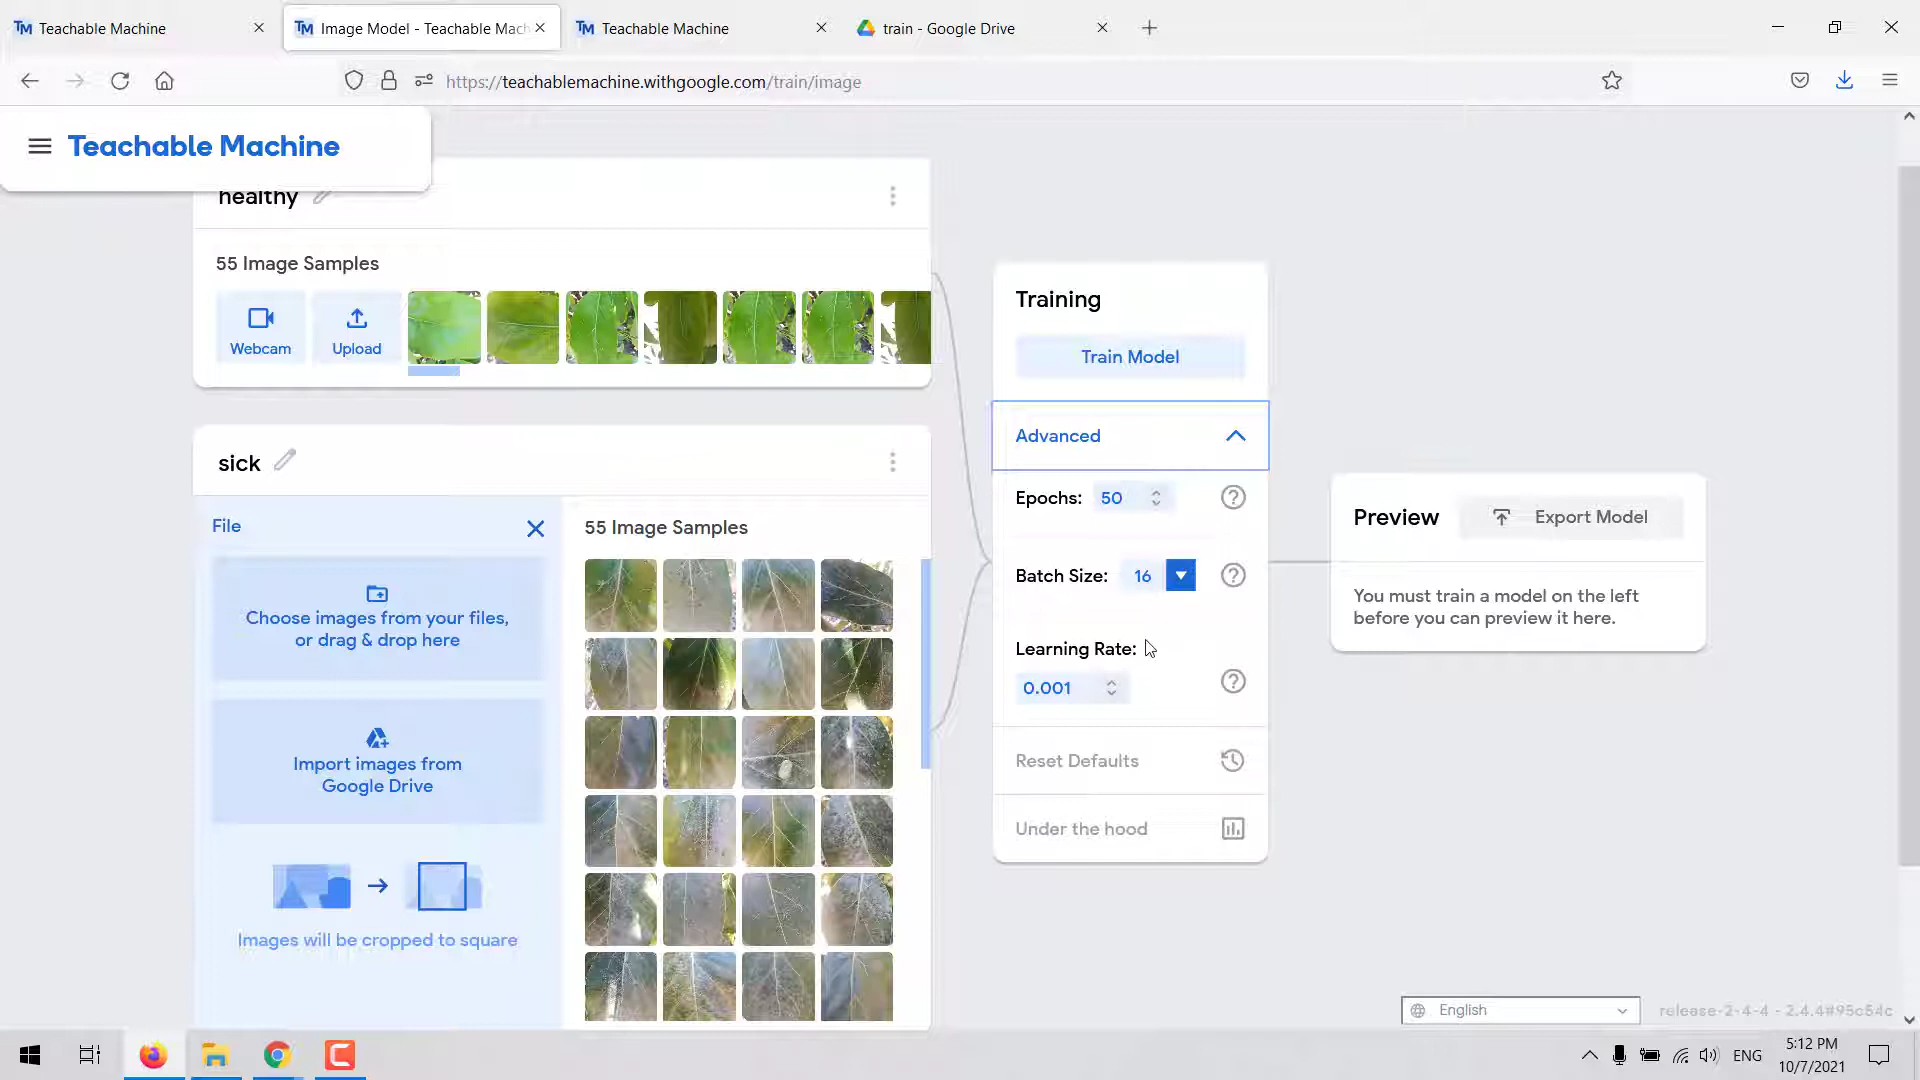 Teachable Machine
Image Model - Teachable Mach
Teachable Machine
train - Google Drive
https://teachablemachine.withgoogle.com/train/image
Teachable Machine
healthy
55 Image Samples
Webcam
Upload
sick
File
Choose images from your files,
or drag & drop here
Import images from
Google Drive
Images will be cropped to square
55 Image Samples
Training
Train Model
Advanced
Epochs: 50
Batch Size: 16
Learning Rate:
0.001
Reset Defaults
Under the hood
Preview
Export Model
You must train a model on the left
before you can preview it here.
English
release-2-4-4 - 2.4.4#95c54c
ENG
5:12 PM
10/7/2021